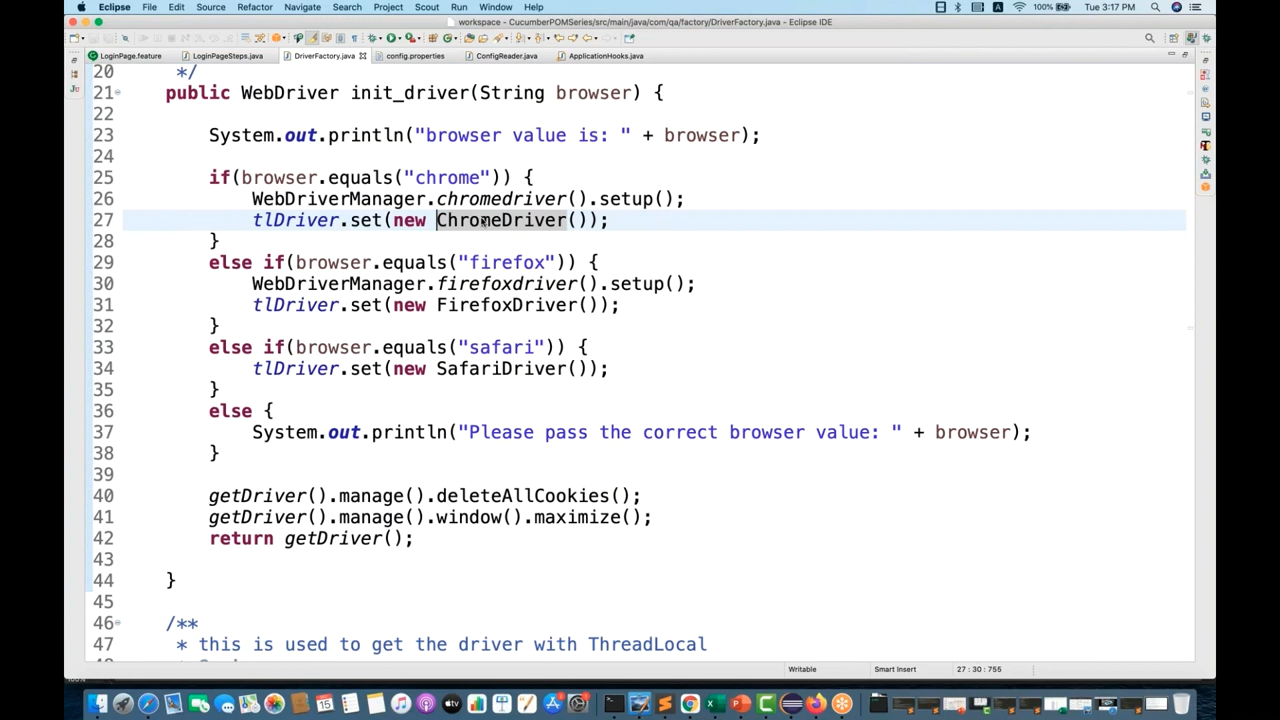 Eclipse File Edit Source Refactor Navigate Search Project Scout Run Window Help 100% Tue 3:17 PM
workspace - CucumberPOMSeries/src/main/java/com/qa/factory/DriverFactory.java - Eclipse IDE
LoginPage.feature LoginPageSteps.java DriverFactory.java config.properties ConfigReader.java ApplicationHooks.java
20 */
21 public WebDriver init_driver(String browser) {
22
23 System.out.println("browser value is: " + browser);
24
25 if(browser.equals("chrome")) {
26 WebDriverManager.chromedriver().setup();
27 tlDriver.set(new ChromeDriver());
28 }
29 else if(browser.equals("firefox")) {
30 WebDriverManager.firefoxdriver().setup();
31 tlDriver.set(new FirefoxDriver());
32 }
33 else if(browser.equals("safari")) {
34 tlDriver.set(new SafariDriver());
35 }
36 else {
37 System.out.println("Please pass the correct browser value: " + browser);
38 }
39
40 getDriver().manage().deleteAllCookies();
41 getDriver().manage().window().maximize();
42 return getDriver();
43
44 }
45
46 /**
47 * this is used to get the driver with ThreadLocal
Writable Smart Insert 27 : 30 : 755